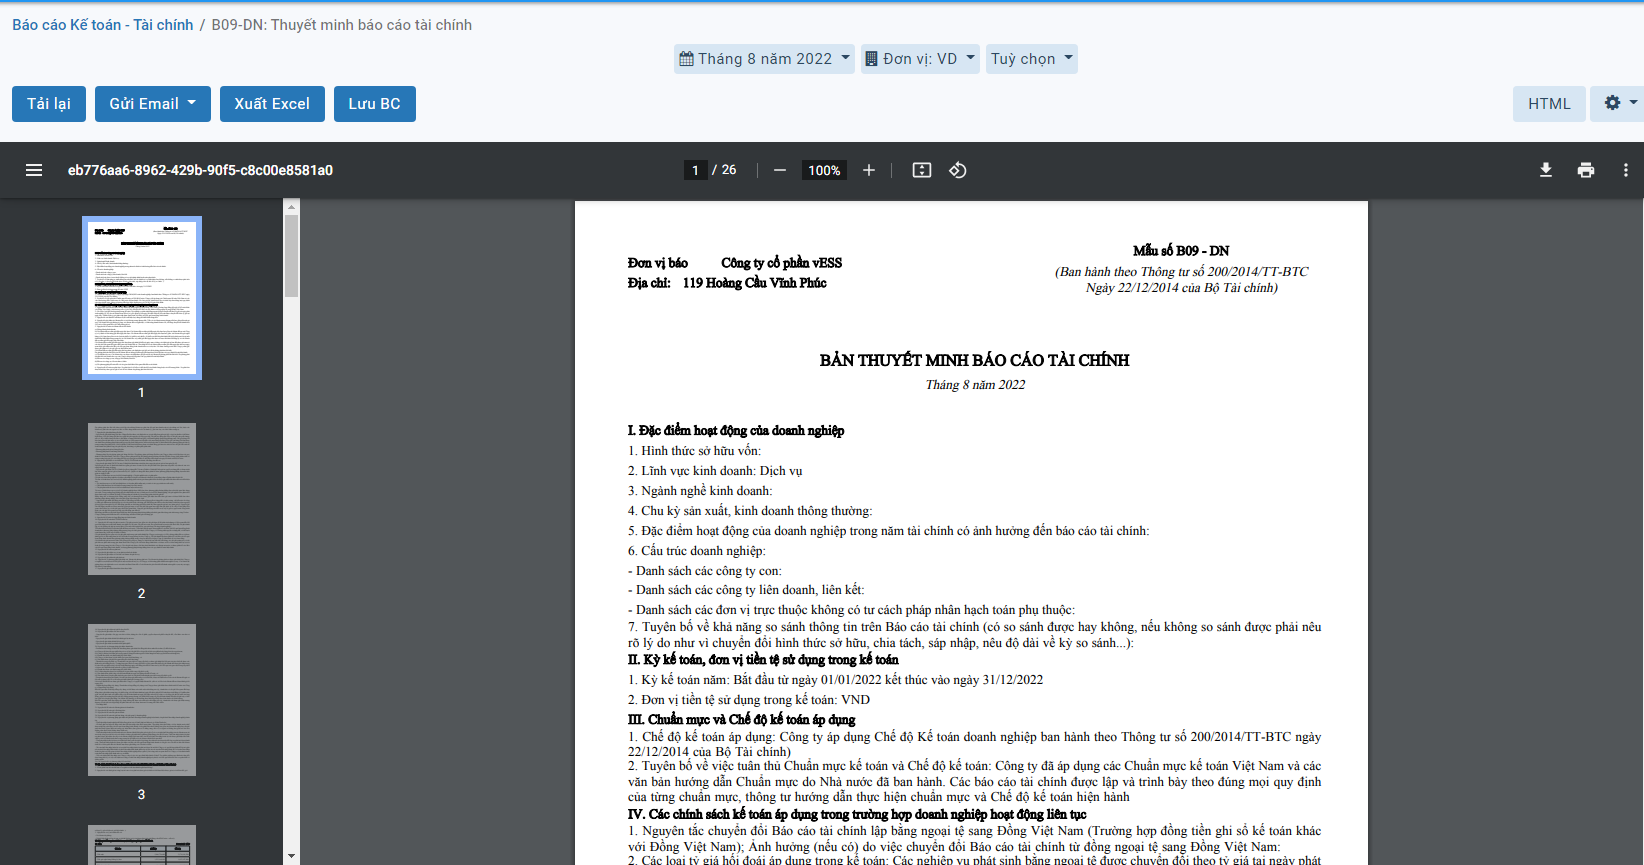 Báo cáo Kế toán - Tài chính / B09-DN: Thuyết minh báo cáo tài chính
Tháng 8 năm 2022 Đơn vị: VD Tuỳ chọn
Tải lại Gửi Email Xuất Excel Lưu BC HTML
eb776aa6-8962-429b-90f5-c8c00e8581a0 1 / 26 100%
1
2
3
Đơn vị báo Công ty cổ phần vESS
Địa chỉ: 119 Hoàng Cầu Vĩnh Phúc
Mẫu số B09 - DN
(Ban hành theo Thông tư số 200/2014/TT-BTC
Ngày 22/12/2014 của Bộ Tài chính)
BẢN THUYẾT MINH BÁO CÁO TÀI CHÍNH
Tháng 8 năm 2022
I. Đặc điểm hoạt động của doanh nghiệp
1. Hình thức sở hữu vốn:
2. Lĩnh vực kinh doanh: Dịch vụ
3. Ngành nghề kinh doanh:
4. Chu kỳ sản xuất, kinh doanh thông thường:
5. Đặc điểm hoạt động của doanh nghiệp trong năm tài chính có ảnh hưởng đến báo cáo tài chính:
6. Cấu trúc doanh nghiệp:
- Danh sách các công ty con:
- Danh sách các công ty liên doanh, liên kết:
- Danh sách các đơn vị trực thuộc không có tư cách pháp nhân hạch toán phụ thuộc:
7. Tuyên bố về khả năng so sánh thông tin trên Báo cáo tài chính (có so sánh được hay không, nếu không so sánh được phải nêu
rõ lý do như vì chuyển đổi hình thức sở hữu, chia tách, sáp nhập, nêu độ dài về kỳ so sánh...):
II. Kỳ kế toán, đơn vị tiền tệ sử dụng trong kế toán
1. Kỳ kế toán năm: Bắt đầu từ ngày 01/01/2022 kết thúc vào ngày 31/12/2022
2. Đơn vị tiền tệ sử dụng trong kế toán: VND
III. Chuẩn mực và Chế độ kế toán áp dụng
1. Chế độ kế toán áp dụng: Công ty áp dụng Chế độ Kế toán doanh nghiệp ban hành theo Thông tư số 200/2014/TT-BTC ngày
22/12/2014 của Bộ Tài chính)
2. Tuyên bố về việc tuân thủ Chuẩn mực kế toán và Chế độ kế toán: Công ty đã áp dụng các Chuẩn mực kế toán Việt Nam và các
văn bản hướng dẫn Chuẩn mực do Nhà nước đã ban hành. Các báo cáo tài chính được lập và trình bày theo đúng mọi quy định
của từng chuẩn mực, thông tư hướng dẫn thực hiện chuẩn mực và Chế độ kế toán hiện hành
IV. Các chính sách kế toán áp dụng trong trường hợp doanh nghiệp hoạt động liên tục
1. Nguyên tắc chuyển đổi Báo cáo tài chính lập bằng ngoại tệ sang Đồng Việt Nam (Trường hợp đồng tiền ghi sổ kế toán khác
với Đồng Việt Nam); Ảnh hưởng (nếu có) do việc chuyển đổi Báo cáo tài chính từ đồng ngoại tệ sang Đồng Việt Nam:
2. Các loại tỷ giá hối đoái áp dụng trong kế toán: Các nghiệp vụ phát sinh bằng ngoại tệ được chuyển đổi theo tỷ giá tại ngày phát